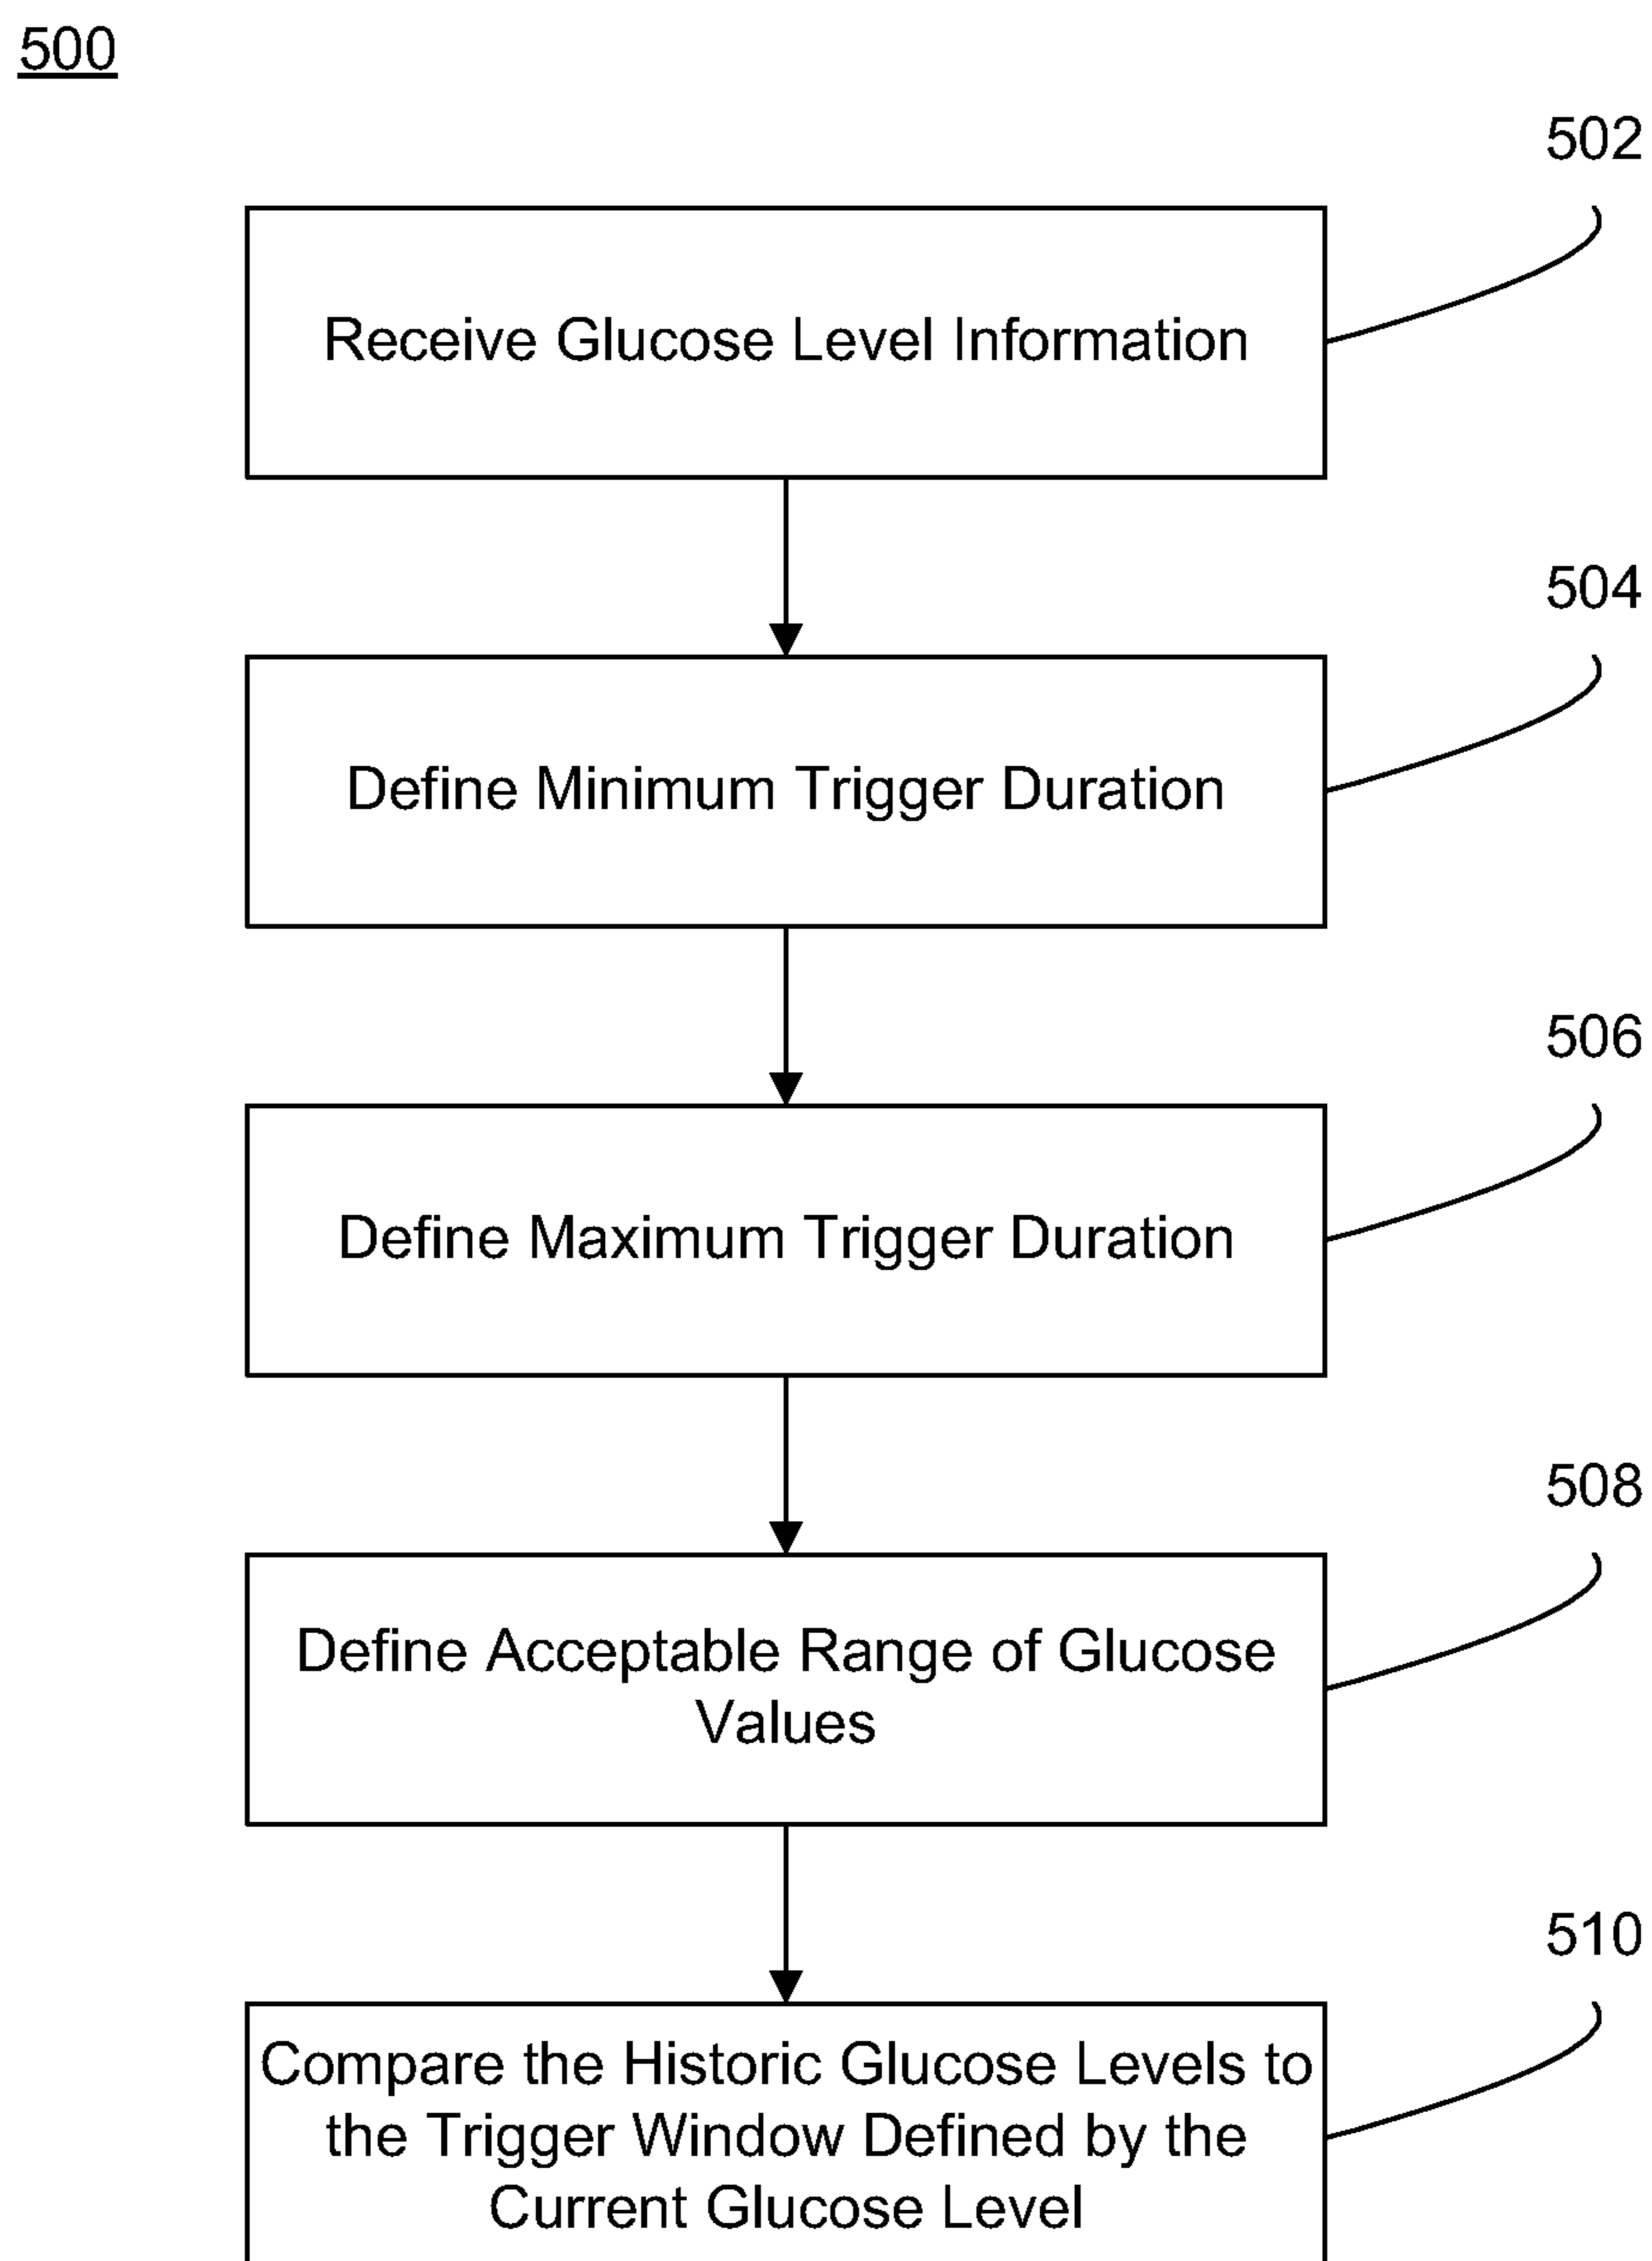 500
502
Receive Glucose Level Information
504
Define Minimum Trigger Duration
506
Define Maximum Trigger Duration
508
Define Acceptable Range of Glucose
Values
510
Compare the Historic Glucose Levels to
the Trigger Window Defined by the
Current Glucose Level